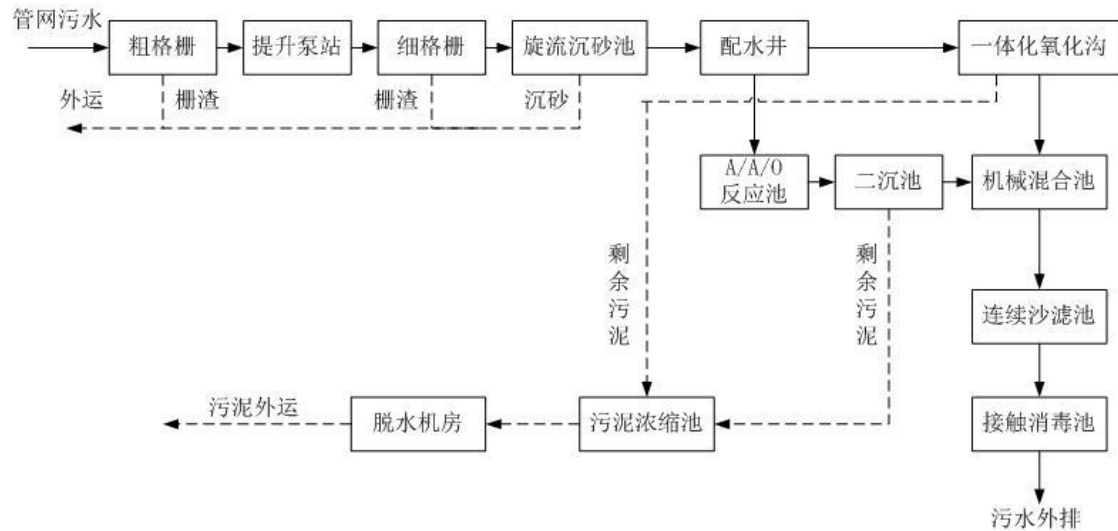 管网污水
粗格栅
提升泵站
细格栅
旋流沉砂池
配水井
一体化氧化沟
外运
栅渣
栅渣
沉砂
A/A/O
反应池
二沉池
机械混合池
剩余污泥
剩余污泥
连续沙滤池
污泥外运
脱水机房
污泥浓缩池
接触消毒池
污水外排